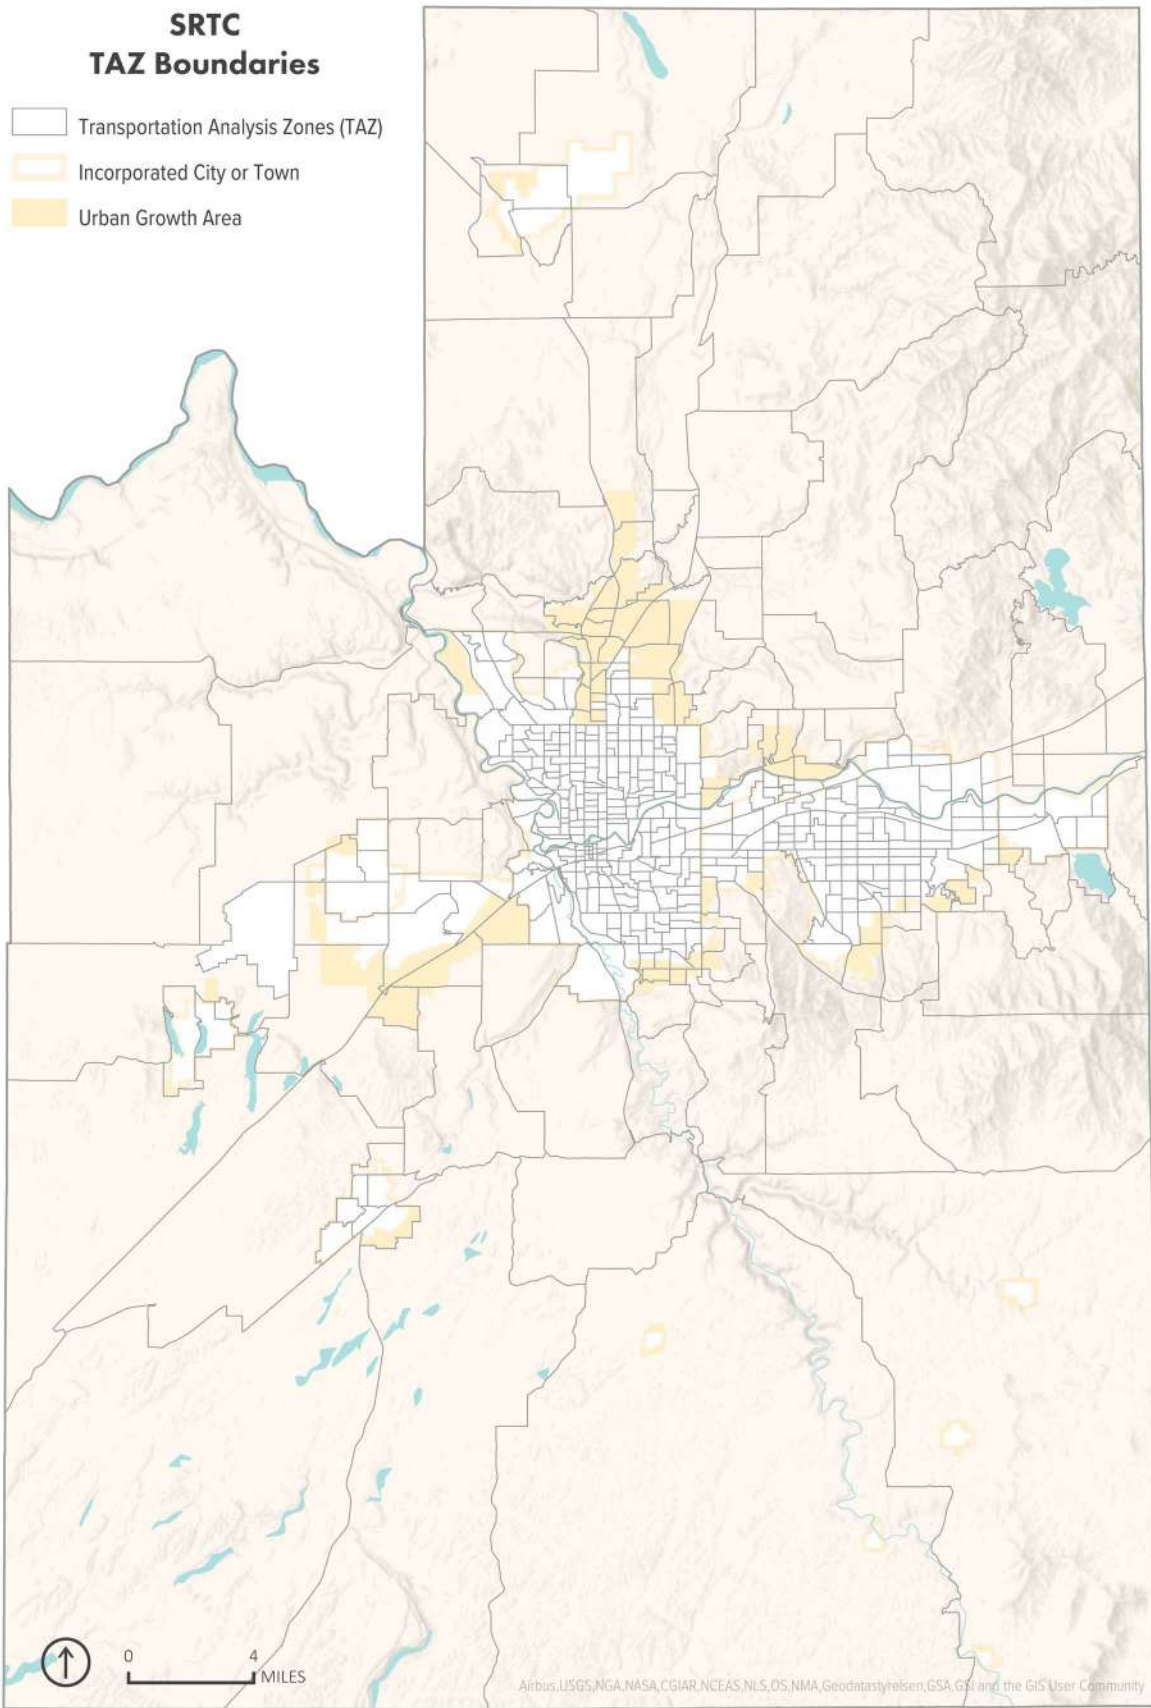 SRTC
TAZ Boundaries
Transportation Analysis Zones (TAZ)
Incorporated City or Town
Urban Growth Area
0 4
MILES
Airbus,USGS,NGA,NASA,CGIAR,NCEAS,NLS,OS,NMA,Geodatastyrelsen,GSA,GSI and the GIS User Community